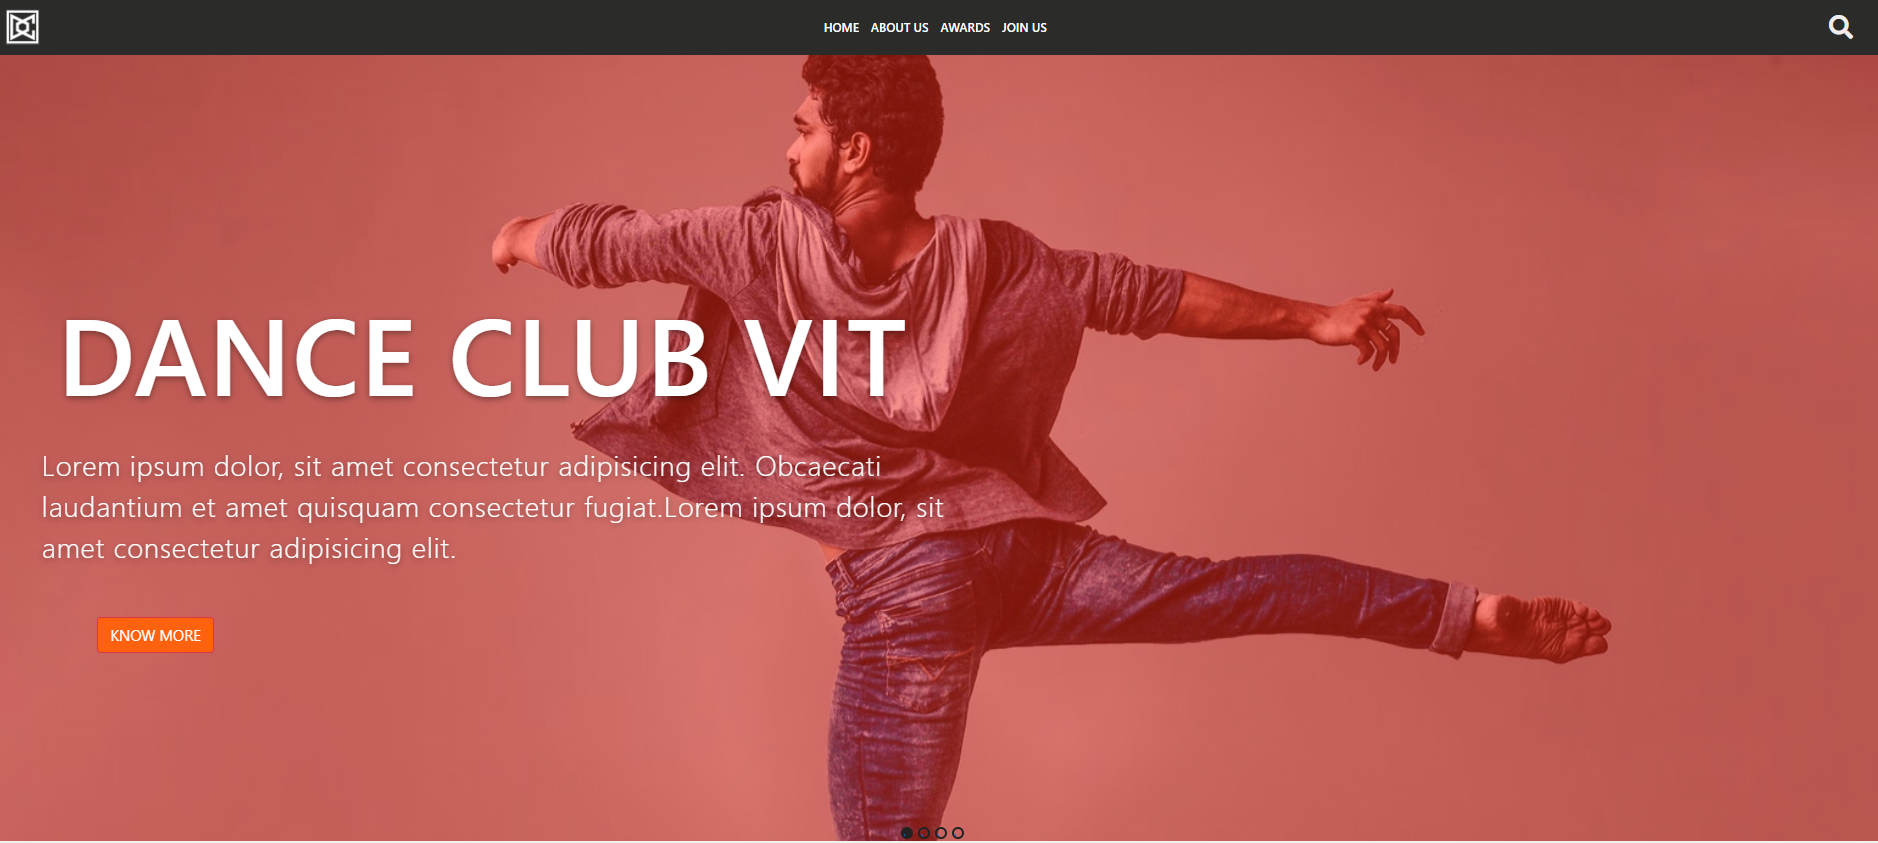 HOME ABOUT US AWARDS JOIN US
DANCE CLUB VIT
Lorem ipsum dolor, sit amet consectetur adipisicing elit. Obcaecati
laudantium et amet quisquam consectetur fugiat.Lorem ipsum dolor, sit
amet consectetur adipisicing elit.
KNOW MORE